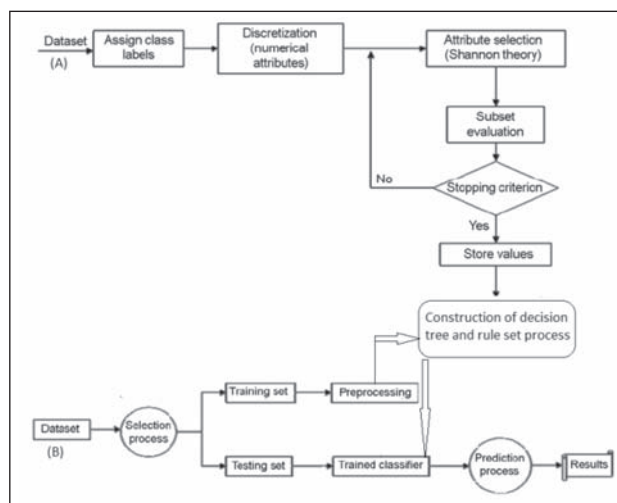 Dataset
(A)
Assign class
labels
Discretization
(numerical
attributes)
Attribute selection
(Shannon theory)
Subset
evaluation
No
Stopping criterion
Yes
Store values
Construction of decision
tree and rule set process
Training set
Preprocessing
Dataset
(B)
Selection
process
Testing set
Trained classifier
Prediction
process
Results